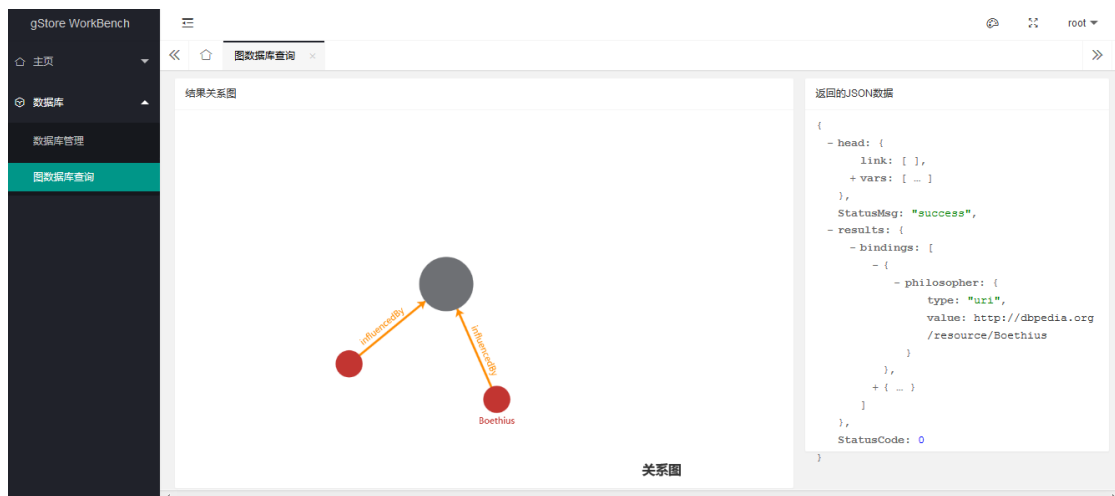 gStore WorkBench
root
主页
图数据库查询
数据库
数据库管理
图数据库查询
结果关系图
influencedBy
influencedBy
Boethius
关系图
返回的JSON数据
{
- head: {
link: [ ],
+ vars: [ … ]
},
StatusMsg: "success",
- results: {
- bindings: [
- {
- philosopher: {
type: "uri",
value: http://dbpedia.org
/resource/Boethius
}
},
+ { … }
]
},
StatusCode: 0
}